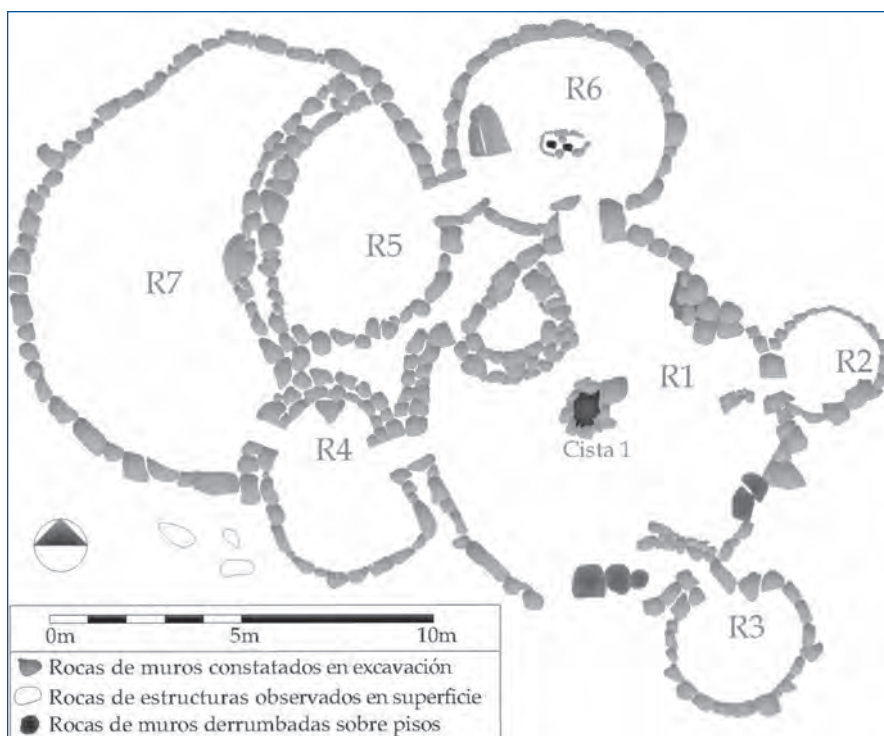 R6
R5
R7
R1
R2
R4
Cista 1
R3
0m 5m 10m
Rocas de muros constatados en excavación
Rocas de estructuras observados en superficie
Rocas de muros derrumbadas sobre pisos